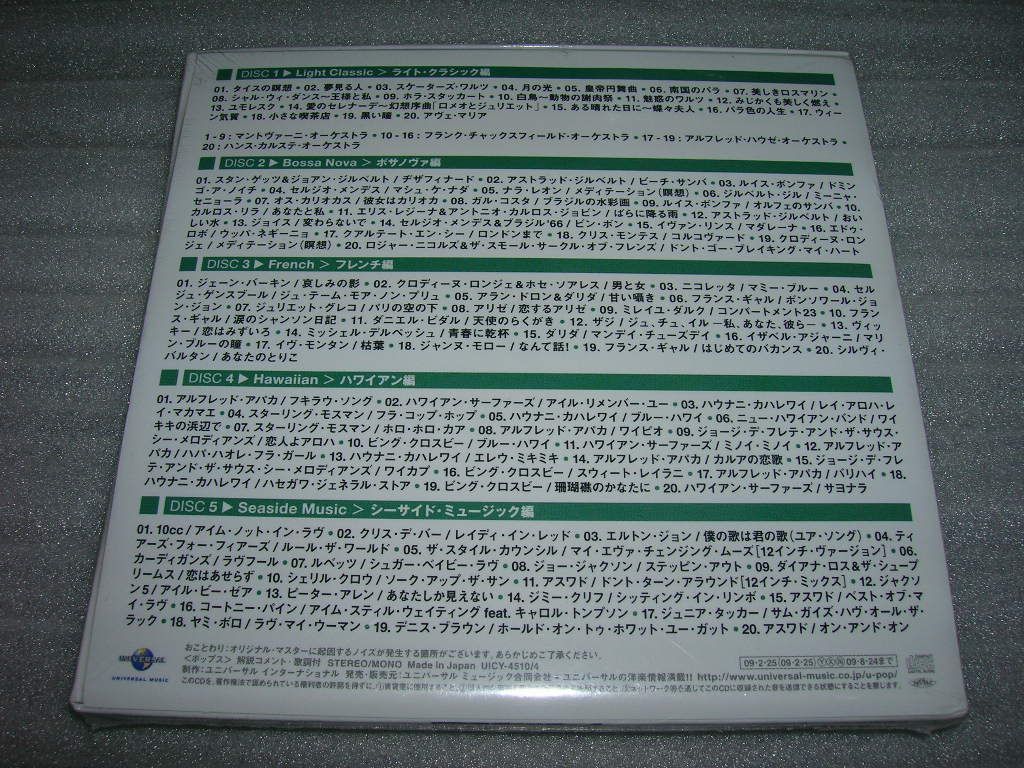 DISC 1 ▶ Light Classic > ライト・クラシック編
01. タイスの瞑想 • 02. 夢見る人 • 03. スケーターズ・ワルツ • 04. 月の光 • 05. 皇帝円舞曲 • 06. 南国のバラ • 07. 美しきロスマリン
08. シャル・ウィ・ダンス〜王様と私 • 09. ホラ・スタッカート • 10. 白鳥〜動物の謝肉祭 • 11. 魅惑のワルツ • 12. みじかくも美しく燃え •
13. ユモレスク • 14. 愛のセレナーデ〜幻想序曲「ロメオとジュリエット」 • 15. ある晴れた日に〜蝶々夫人 • 16. バラ色の人生 • 17. ウィー
ン気質 • 18. 小さな喫茶店 • 19. 黒い瞳 • 20. アヴェ・マリア
1 - 9 : マントヴァーニ・オーケストラ • 10 - 16 : フランク・チャックスフィールド・オーケストラ • 17 - 19 : アルフレッド・ハウゼ・オーケストラ •
20 : ハンス・カルステ・オーケストラ
DISC 2 ▶ Bossa Nova > ボサノヴァ編
01. スタン・ゲッツ&ジョアン・ジルベルト / ヂザフィナード • 02. アストラッド・ジルベルト / ビーチ・サンバ • 03. ルイス・ボンファ / ドミン
ゴ・ア・ノイチ • 04. セルジオ・メンデス / マシュ・ケ・ナダ • 05. ナラ・レオン / メディテーション(瞑想) • 06. ジルベルト・ジル / ミーニャ・
セニョーラ • 07. オス・カリオカス / 彼女はカリオカ • 08. ガル・コスタ / ブラジルの水彩画 • 09. ルイス・ボンファ / オルフェのサンバ • 10.
カルロス・リラ / あなたと私 • 11. エリス・レジーナ&アントニオ・カルロス・ジョビン / ばらに降る雨 • 12. アストラッド・ジルベルト / おい
しい水 • 13. ジョイス / 変わらないで • 14. セルジオ・メンデス&ブラジル'66 / ビン・ボン • 15. イヴァン・リンス / マダレーナ • 16. エドゥ・
ロボ / ウッパ・ネギーニョ • 17. クアルテート・エン・シー / ロンドンまで • 18. クリス・モンテス / コルコヴァード • 19. クロディーヌ・ロン
ジェ / メディテーション(瞑想) • 20. ロジャー・ニコルズ&ザ・スモール・サークル・オブ・フレンズ / ドント・ゴー・ブレイキング・マイ・ハート
DISC 3 ▶ French > フレンチ編
01. ジェーン・バーキン / 哀しみの影 • 02. クロディーヌ・ロンジェ&ホセ・ソアレス / 男と女 • 03. ニコレッタ / マミー・ブルー • 04. セル
ジュ・ゲンスブール / ジュ・テーム・モア・ノン・プリュ • 05. アラン・ドロン&ダリダ / 甘い囁き • 06. フランス・ギャル / ボンソワール・ジョ
ン・ジョン • 07. ジュリエット・グレコ / パリの空の下 • 08. アリゼ / 恋するアリゼ • 09. ミレイユ・ダルク / コンパートメント23 • 10. フラン
ス・ギャル / 涙のシャンソン日記 • 11. ダニエル・ビダル / 天使のらくがき • 12. ザジ / ジュ、チュ、イル ー私、あなた、彼らー • 13. ヴィッ
キー / 恋はみずいろ • 14. ミッシェル・デルペッシュ / 青春に乾杯 • 15. ダリダ / マンデイ・チューズデイ • 16. イザベル・アジャーニ / マリ
ン・ブルーの瞳 • 17. イヴ・モンタン / 枯葉 • 18. ジャンヌ・モロー / なんて話! • 19. フランス・ギャル / はじめてのバカンス • 20. シルヴィ・
バルタン / あなたのとりこ
DISC 4 ▶ Hawaiian > ハワイアン編
01. アルフレッド・アパカ / フキラウ・ソング • 02. ハワイアン・サーファーズ / アイル・リメンバー・ユー • 03. ハウナニ・カハレワイ / レイ・アロハ・レ
イ・マカマエ • 04. スターリング・モスマン / フラ・コップ・ホップ • 05. ハウナニ・カハレワイ / ブルー・ハワイ • 06. ニュー・ハワイアン・バンド / ワイ
キキの浜辺で • 07. スターリング・モスマン / ホロ・ホロ・カア • 08. アルフレッド・アパカ / ワイピオ • 09. ジョージ・デ・フレテ・アンド・ザ・サウス・
シー・メロディアンズ / 恋人よアロハ • 10. ビング・クロスビー / ブルー・ハワイ • 11. ハワイアン・サーファーズ / ミノイ・ミノイ • 12. アルフレッド・ア
パカ / ハパ・ハオレ・フラ・ガール • 13. ハウナニ・カハレワイ / エレウ・ミキミキ • 14. アルフレッド・アパカ / カルアの恋歌 • 15. ジョージ・デ・フレ
テ・アンド・ザ・サウス・シー・メロディアンズ / ワイカプ • 16. ビング・クロスビー / スウィート・レイラニ • 17. アルフレッド・アパカ / バリハイ • 18.
ハウナニ・カハレワイ / ハセガワ・ジェネラル・ストア • 19. ビング・クロスビー / 珊瑚礁のかなたに • 20. ハワイアン・サーファーズ / サヨナラ
DISC 5 ▶ Seaside Music > シーサイド・ミュージック編
01. 10cc / アイム・ノット・イン・ラヴ • 02. クリス・デ・バー / レイディ・イン・レッド • 03. エルトン・ジョン / 僕の歌は君の歌(ユア・ソング) • 04. ティ
アーズ・フォー・フィアーズ / ルール・ザ・ワールド • 05. ザ・スタイル・カウンシル / マイ・エヴァ・チェンジング・ムーズ [12インチ・ヴァージョン] • 06.
カーディガンズ / ラヴフール • 07. ルベッツ / シュガー・ベイビー・ラヴ • 08. ジョー・ジャクソン / ステッピン・アウト • 09. ダイアナ・ロス&ザ・シュープ
リームス / 恋はあせらず • 10. シェリル・クロウ / ソーク・アップ・ザ・サン • 11. アスワド / ドント・ターン・アラウンド [12インチ・ミックス] • 12. ジャクソ
ン5 / アイル・ビー・ゼア • 13. ピーター・アレン / あなたしか見えない • 14. ジミー・クリフ / シッティング・イン・リンボ • 15. アスワド / ベスト・オブ・マ
イ・ラヴ • 16. コートニー・パイン / アイム・スティル・ウェイティング feat. キャロル・トンプソン • 17. ジュニア・タッカー / サム・ガイズ・ハヴ・オール・ザ・
ラック • 18. ヤミ・ボロ / ラヴ・マイ・ウーマン • 19. デニス・ブラウン / ホールド・オン・トゥ・ホワット・ユー・ガット • 20. アスワド / オン・アンド・オン
おことわり:オリジナル・マスターに起因するノイズが発生する箇所がございます。あらかじめご了承ください。
<ポップス> 解説コメント・歌詞付 STEREO/MONO Made in Japan UICY-4510/4
制作:ユニバーサル インターナショナル 発売・販売元:ユニバーサル ミュージック合同会社 - ユニバーサルの洋楽情報満載!! http://www.universal-music.co.jp/u-pop/
UNIVERSAL
UNIVERSAL MUSIC
09・2・25 09・2・25 Y X N 09・8・24まで